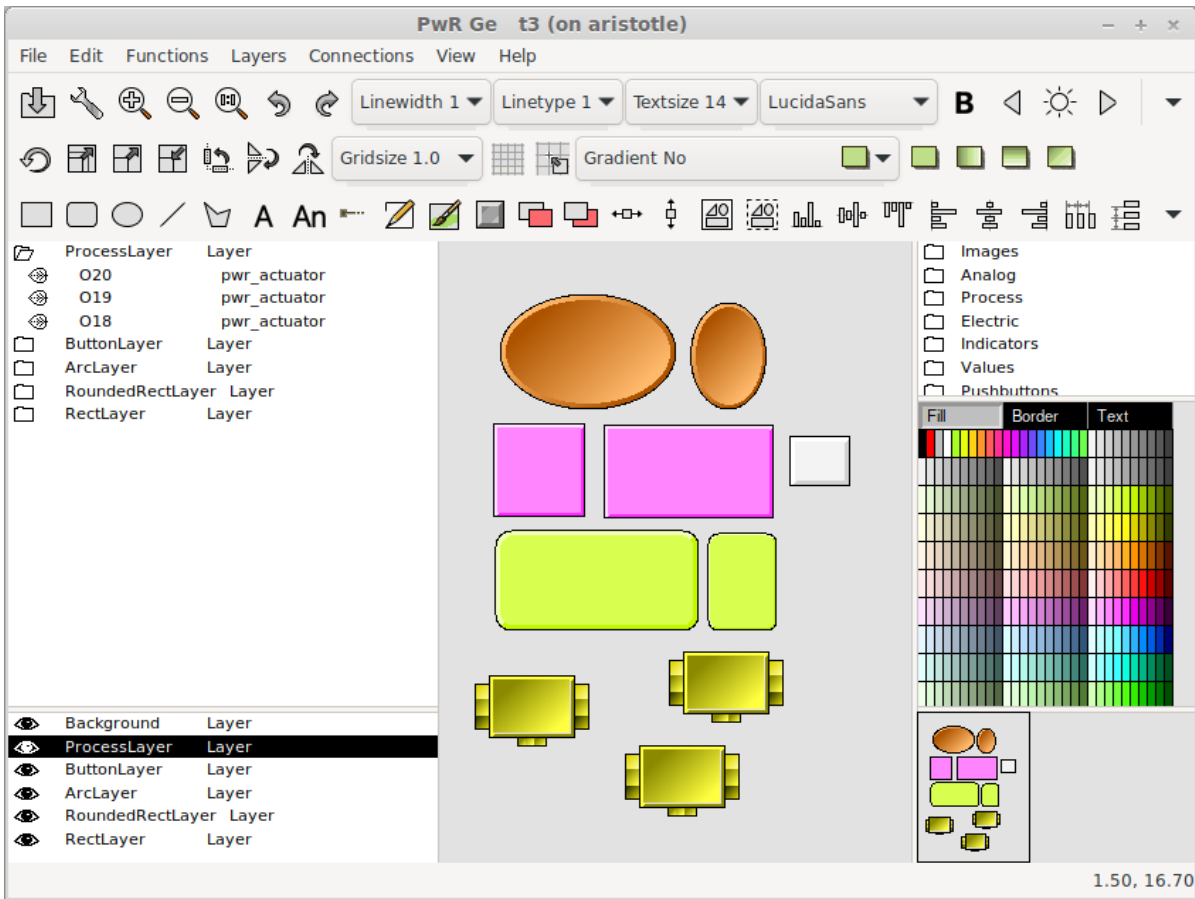 PwR Ge t3 (on aristotle)
File Edit Functions Layers Connections View Help
Linewidth 1 Linetype 1 Textsize 14 LucidaSans B
Gridsize 1.0 Gradient No
A An
ProcessLayer Layer
O20 pwr_actuator
O19 pwr_actuator
O18 pwr_actuator
ButtonLayer Layer
ArcLayer Layer
RoundedRectLayer Layer
RectLayer Layer
Images
Analog
Process
Electric
Indicators
Values
Pushbuttons
Fill Border Text
Background Layer
ProcessLayer Layer
ButtonLayer Layer
ArcLayer Layer
RoundedRectLayer Layer
RectLayer Layer
1.50, 16.70